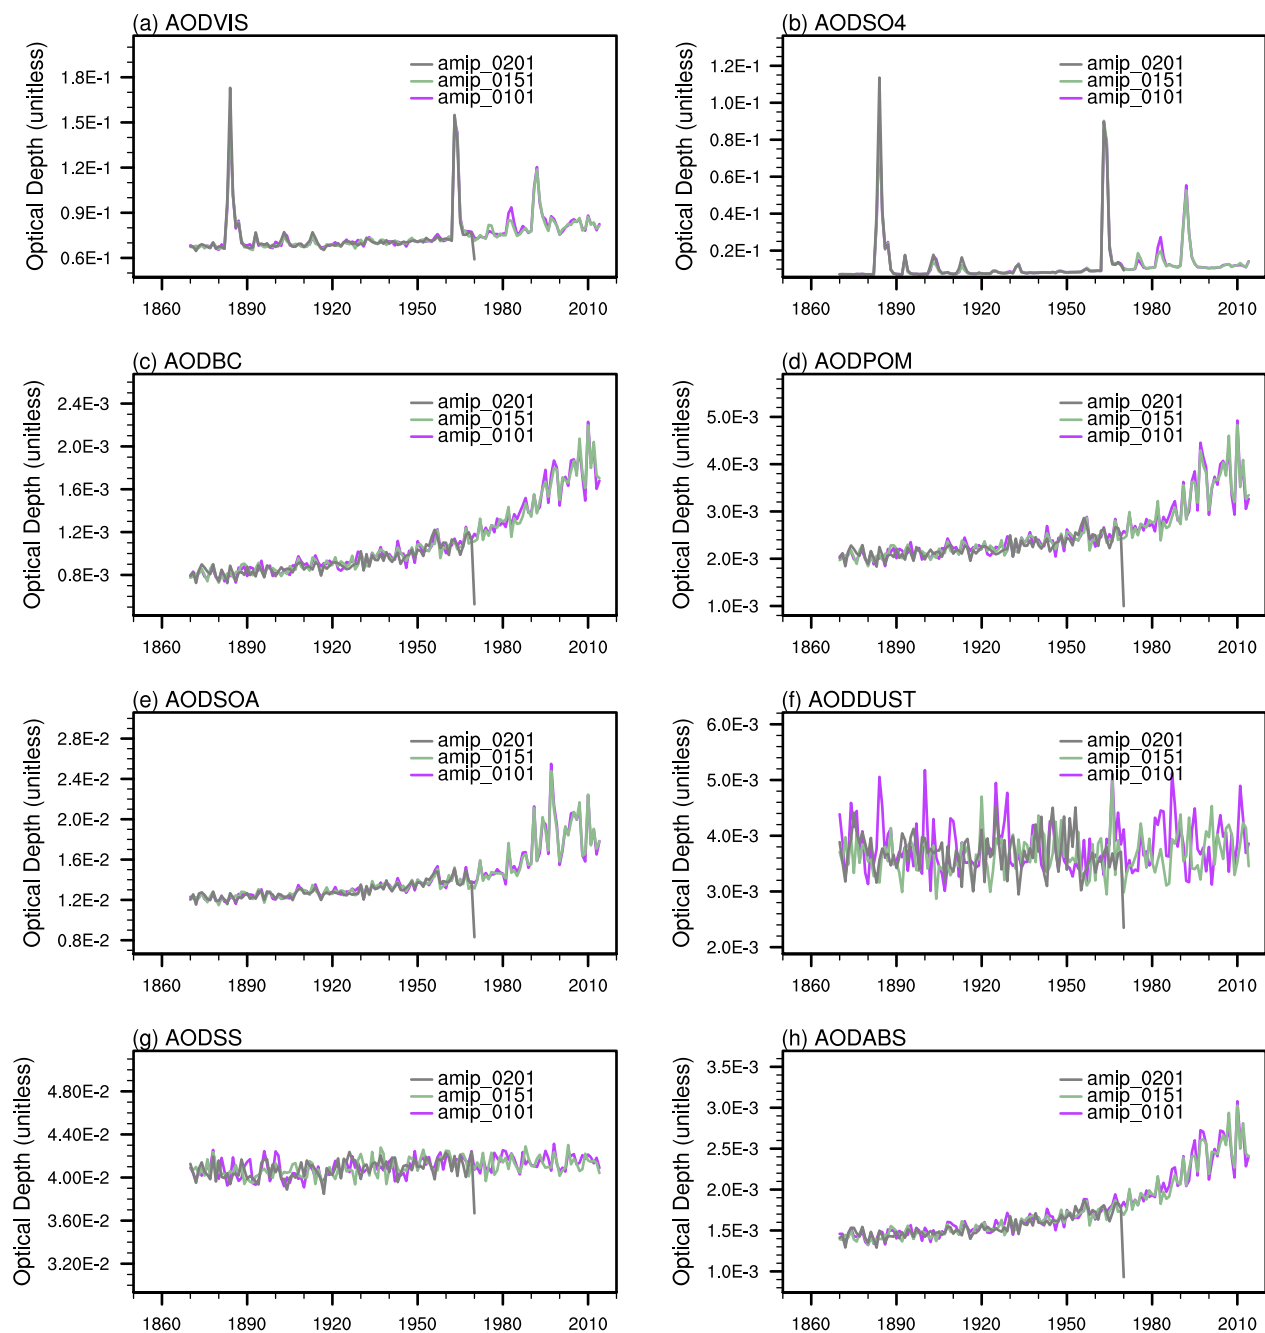 (a) AODVIS
Optical Depth (unitless)
1.8E-1
1.5E-1
1.2E-1
0.9E-1
0.6E-1
amip_0201
amip_0151
amip_0101
1860 1890 1920 1950 1980 2010
(b) AODSO4
Optical Depth (unitless)
1.2E-1
1.0E-1
0.8E-1
0.6E-1
0.4E-1
0.2E-1
amip_0201
amip_0151
amip_0101
1860 1890 1920 1950 1980 2010
(c) AODBC
Optical Depth (unitless)
2.4E-3
2.0E-3
1.6E-3
1.2E-3
0.8E-3
amip_0201
amip_0151
amip_0101
1860 1890 1920 1950 1980 2010
(d) AODPOM
Optical Depth (unitless)
5.0E-3
4.0E-3
3.0E-3
2.0E-3
1.0E-3
amip_0201
amip_0151
amip_0101
1860 1890 1920 1950 1980 2010
(e) AODSOA
Optical Depth (unitless)
2.8E-2
2.4E-2
2.0E-2
1.6E-2
1.2E-2
0.8E-2
amip_0201
amip_0151
amip_0101
1860 1890 1920 1950 1980 2010
(f) AODDUST
Optical Depth (unitless)
6.0E-3
5.0E-3
4.0E-3
3.0E-3
2.0E-3
amip_0201
amip_0151
amip_0101
1860 1890 1920 1950 1980 2010
(g) AODSS
Optical Depth (unitless)
4.80E-2
4.40E-2
4.00E-2
3.60E-2
3.20E-2
amip_0201
amip_0151
amip_0101
1860 1890 1920 1950 1980 2010
(h) AODABS
Optical Depth (unitless)
3.5E-3
3.0E-3
2.5E-3
2.0E-3
1.5E-3
1.0E-3
amip_0201
amip_0151
amip_0101
1860 1890 1920 1950 1980 2010